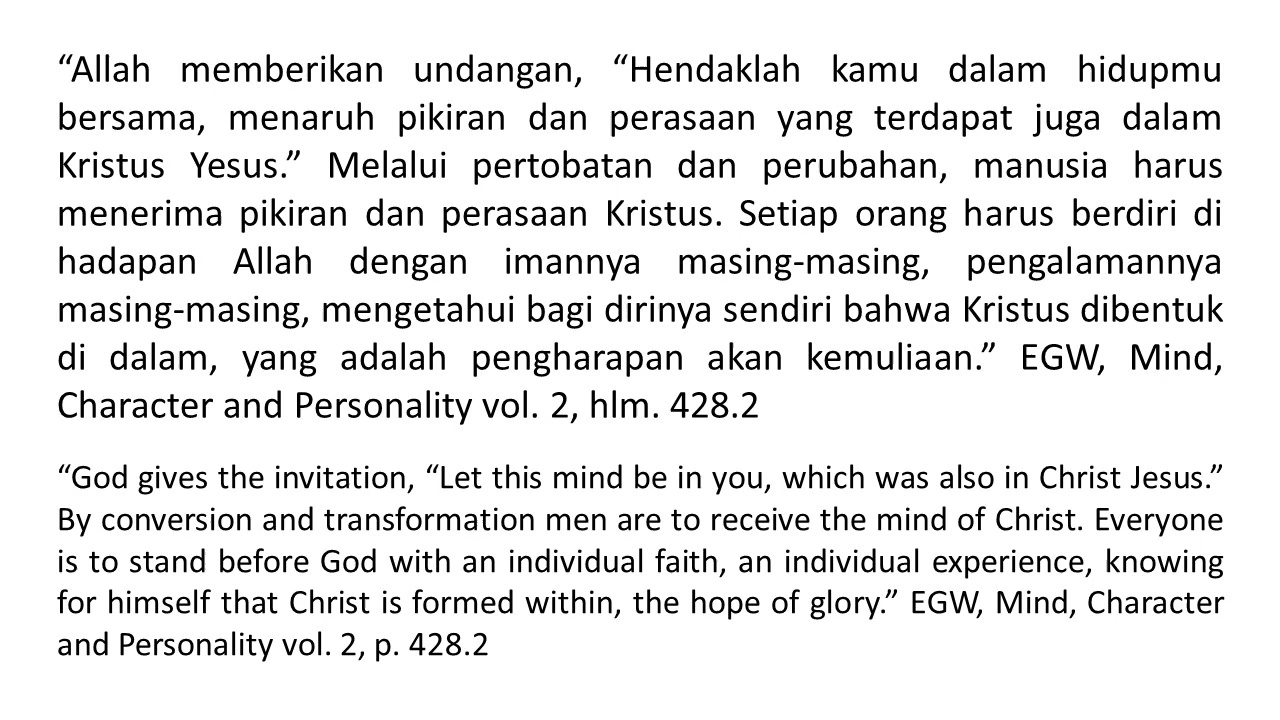 “Allah memberikan undangan, “Hendaklah kamu dalam hidupmu
bersama, menaruh pikiran dan perasaan yang terdapat juga dalam
Kristus Yesus.” Melalui pertobatan dan perubahan, manusia harus
menerima pikiran dan perasaan Kristus. Setiap orang harus berdiri di
hadapan Allah dengan imannya masing-masing, pengalamannya
masing-masing, mengetahui bagi dirinya sendiri bahwa Kristus dibentuk
di dalam, yang adalah pengharapan akan kemuliaan.” EGW, Mind,
Character and Personality vol. 2, hlm. 428.2
“God gives the invitation, “Let this mind be in you, which was also in Christ Jesus.”
By conversion and transformation men are to receive the mind of Christ. Everyone
is to stand before God with an individual faith, an individual experience, knowing
for himself that Christ is formed within, the hope of glory.” EGW, Mind, Character
and Personality vol. 2, p. 428.2